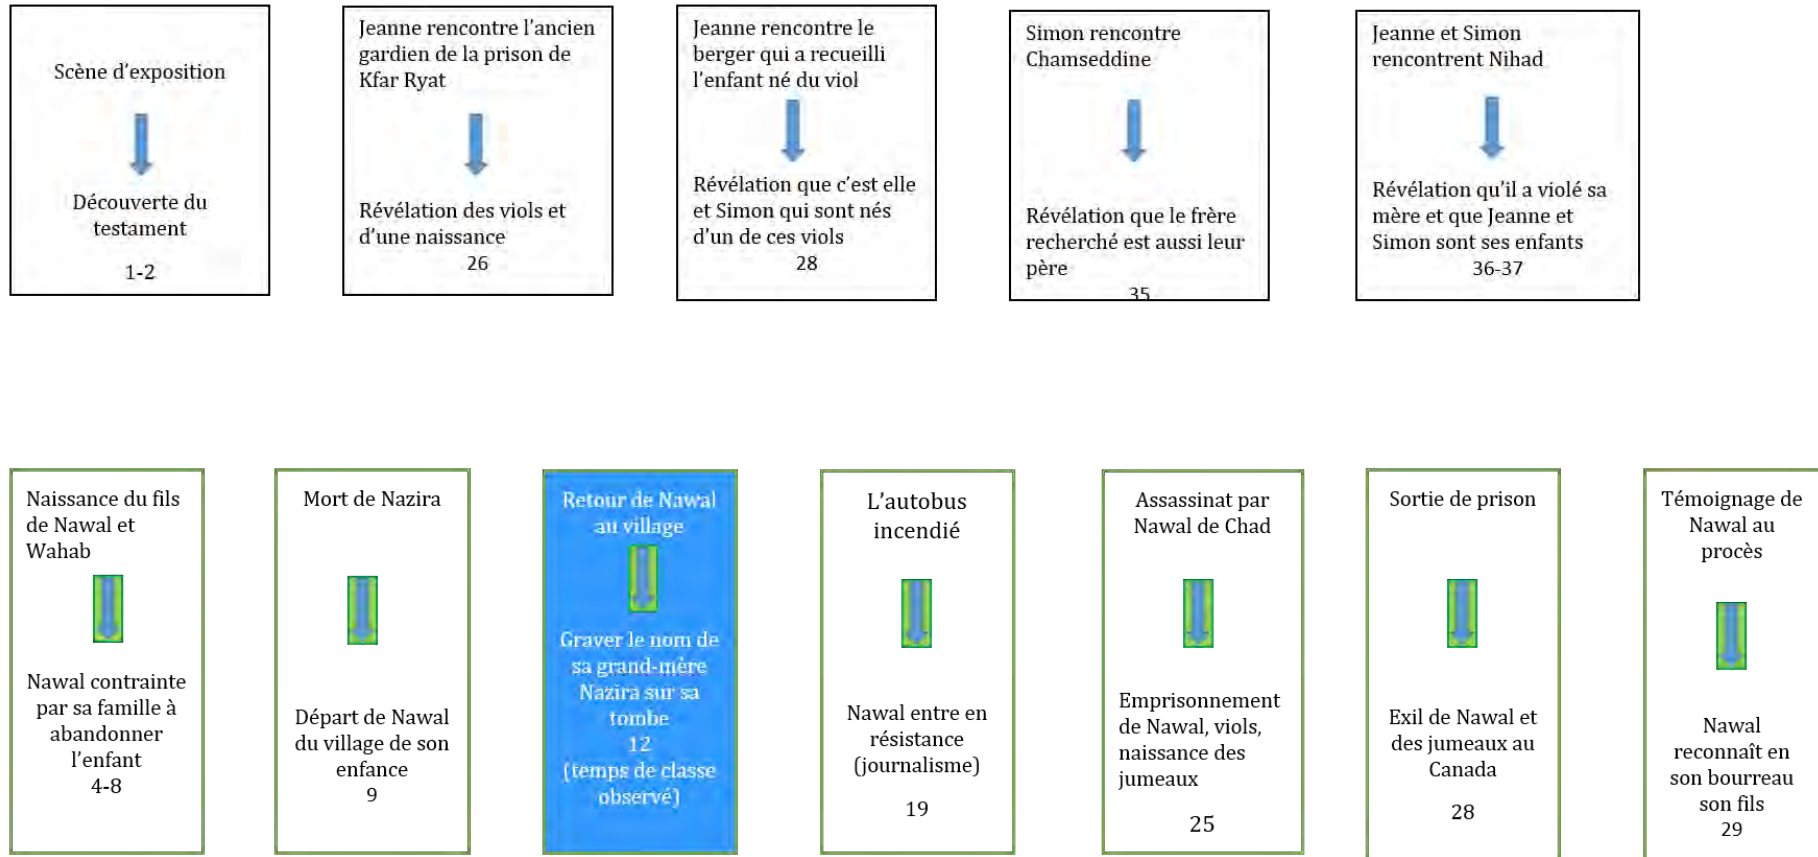 Scène d'exposition
Découverte du
testament
1-2
Jeanne rencontre l'ancien
gardien de la prison de
Kfar Ryat
Révélation des viols et
d'une naissance
26
Jeanne rencontre le
berger qui a recueilli
l'enfant né du viol
Révélation que c'est elle
et Simon qui sont nés
d'un de ces viols
28
Simon rencontre
Chamseddine
Révélation que le frère
recherché est aussi leur
père
35
Jeanne et Simon
rencontrent Nihad
Révélation qu'il a violé sa
mère et que Jeanne et
Simon sont ses enfants
36-37
Naissance du fils
de Nawal et
Wahab
Nawal contrainte
par sa famille à
abandonner
l'enfant
4-8
Mort de Nazira
Départ de Nawal
du village de son
enfance
9
Retour de Nawal
au village
Graver le nom de
sa grand-mère
Nazira sur sa
tombe
12
(temps de classe
observé)
L'autobus
incendié
Nawal entre en
résistance
(journalisme)
19
Assassinat par
Nawal de Chad
Emprisonnement
de Nawal, viols,
naissance des
jumeaux
25
Sortie de prison
Exil de Nawal et
des jumeaux au
Canada
28
Témoignage de
Nawal au
procès
Nawal
reconnaît en
son bourreau
son fils
29